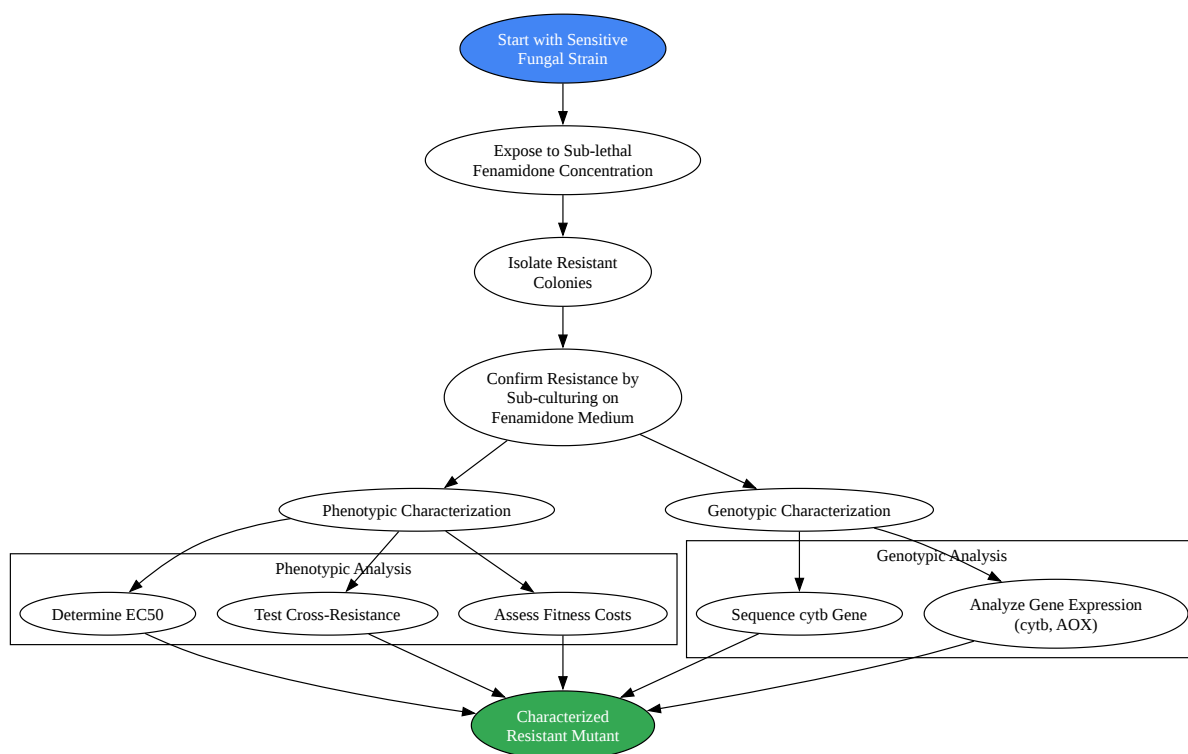 Start with Sensitive
Fungal Strain
Expose to Sub-lethal
Fenamidone Concentration
Isolate Resistant
Colonies
Confirm Resistance by
Sub-culturing on
Fenamidone Medium
Phenotypic Characterization
Genotypic Characterization
Phenotypic Analysis
Genotypic Analysis
Determine EC50
Test Cross-Resistance
Assess Fitness Costs
Sequence cytb Gene
Analyze Gene Expression
(cytb, AOX)
Characterized
Resistant Mutant